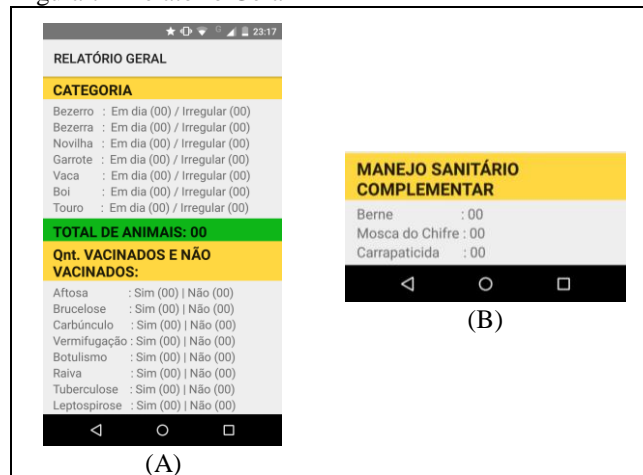 23:17
RELATÓRIO GERAL
CATEGORIA
Bezerro : Em dia (00) / Irregular (00)
Bezerra : Em dia (00) / Irregular (00)
Novilha : Em dia (00) / Irregular (00)
Garrote : Em dia (00) / Irregular (00)
Vaca : Em dia (00) / Irregular (00)
Boi : Em dia (00) / Irregular (00)
Touro : Em dia (00) / Irregular (00)
TOTAL DE ANIMAIS: 00
Qnt. VACINADOS E NÃO
VACINADOS:
Aftosa : Sim (00) | Não (00)
Brucelose : Sim (00) | Não (00)
Carbúnculo : Sim (00) | Não (00)
Vermifugação : Sim (00) | Não (00)
Botulismo : Sim (00) | Não (00)
Raiva : Sim (00) | Não (00)
Tuberculose : Sim (00) | Não (00)
Leptospirose : Sim (00) | Não (00)
(A)
MANEJO SANITÁRIO
COMPLEMENTAR
Berne : 00
Mosca do Chifre : 00
Carrapaticida : 00
(B)